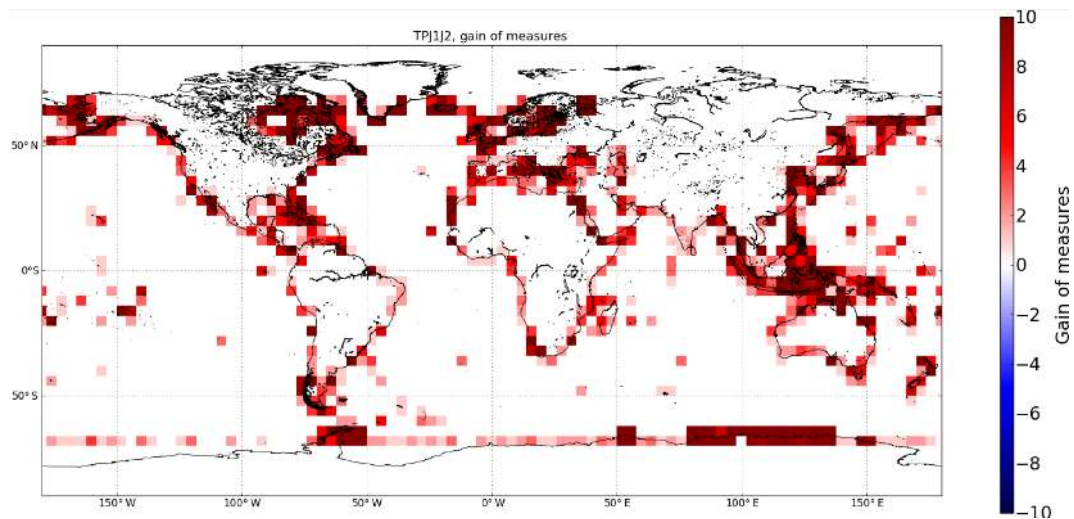 TPJ1J2, gain of measures
50° N
0° S
50° S
150° W
100° W
50° W
0° W
50° E
100° E
150° E
10
8
6
4
2
0
−2
−4
−6
−8
−10
Gain of measures